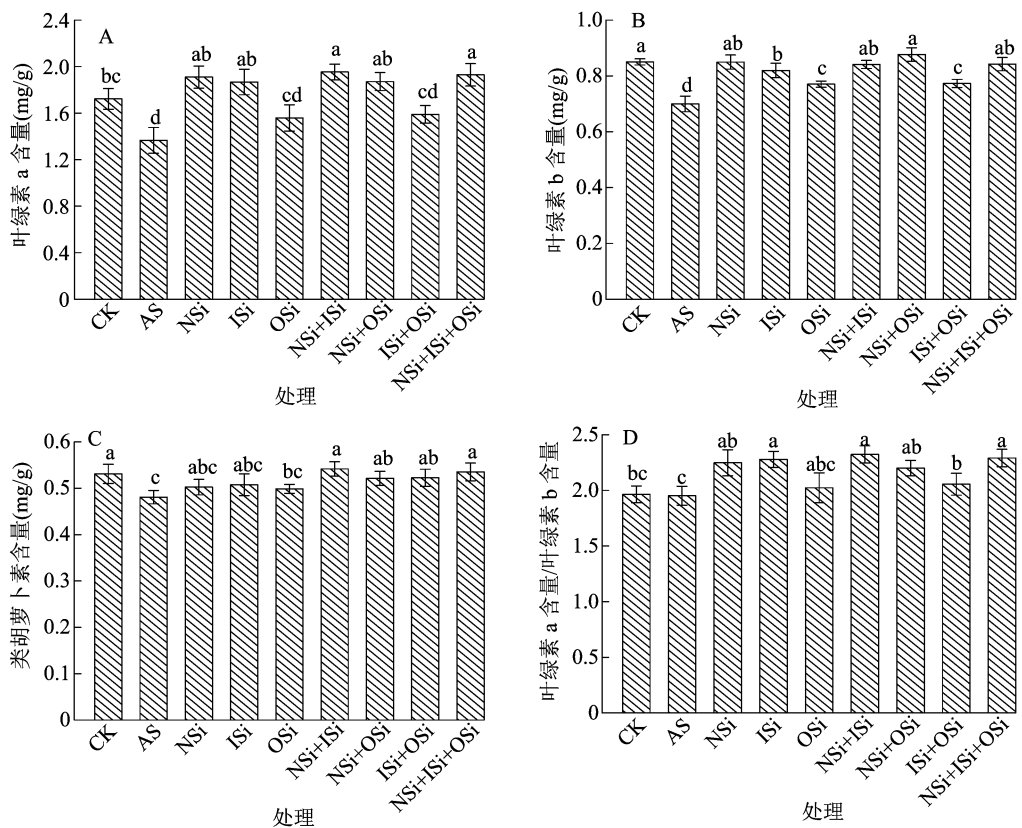 A
叶绿素 a 含量(mg/g)
2.4
2.0
1.6
1.2
0.8
0.4
0
bc
d
ab
ab
cd
a
ab
cd
a
CK
AS
NSi
ISi
OSi
NSi+ISi
NSi+OSi
ISi+OSi
NSi+ISi+OSi
处理
B
叶绿素 b 含量(mg/g)
1.0
0.8
0.6
0.4
0.2
0
a
d
ab
b
c
ab
a
c
ab
CK
AS
NSi
ISi
OSi
NSi+ISi
NSi+OSi
ISi+OSi
NSi+ISi+OSi
处理
C
类胡萝卜素含量(mg/g)
0.6
0.5
0.4
0.3
0.2
0.1
0
a
c
abc
abc
bc
a
ab
ab
a
CK
AS
NSi
ISi
OSi
NSi+ISi
NSi+OSi
ISi+OSi
NSi+ISi+OSi
处理
D
叶绿素 a 含量/叶绿素 b 含量
2.5
2.0
1.5
1.0
0.5
0
bc
c
ab
a
abc
a
ab
b
a
CK
AS
NSi
ISi
OSi
NSi+ISi
NSi+OSi
ISi+OSi
NSi+ISi+OSi
处理